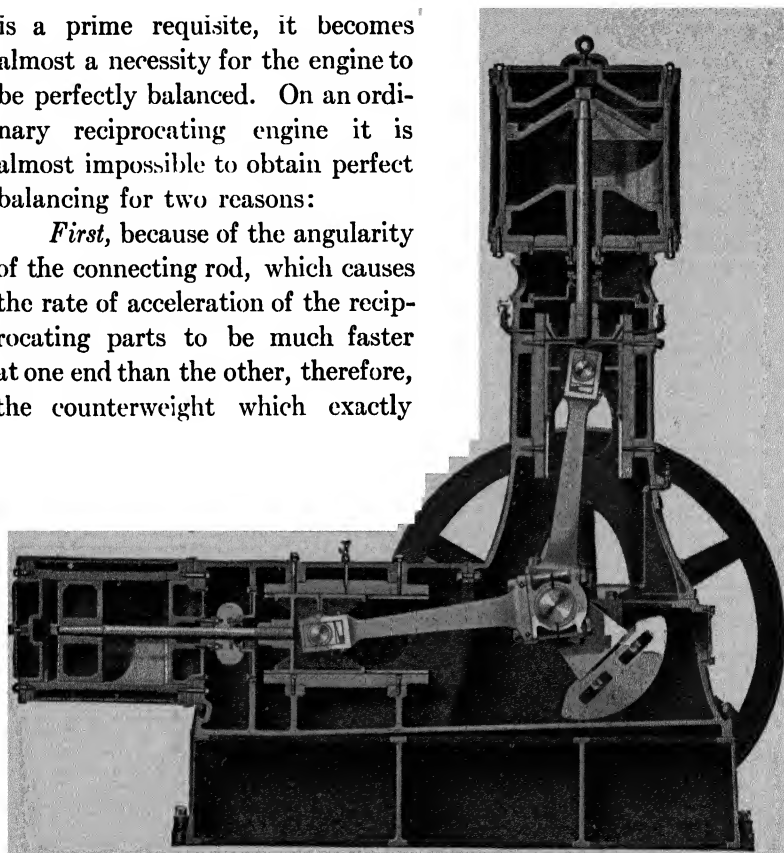 is a prime requisite, it becomes
almost a necessity for the engine to
be perfectly balanced. On an ordi-
nary reciprocating engine it is
almost impossible to obtain perfect
balancing for two reasons:
First, because of the angularity
of the connecting rod, which causes
the rate of acceleration of the recip-
rocating parts to be much faster
at one end than the other, therefore,
the counterweight which exactly